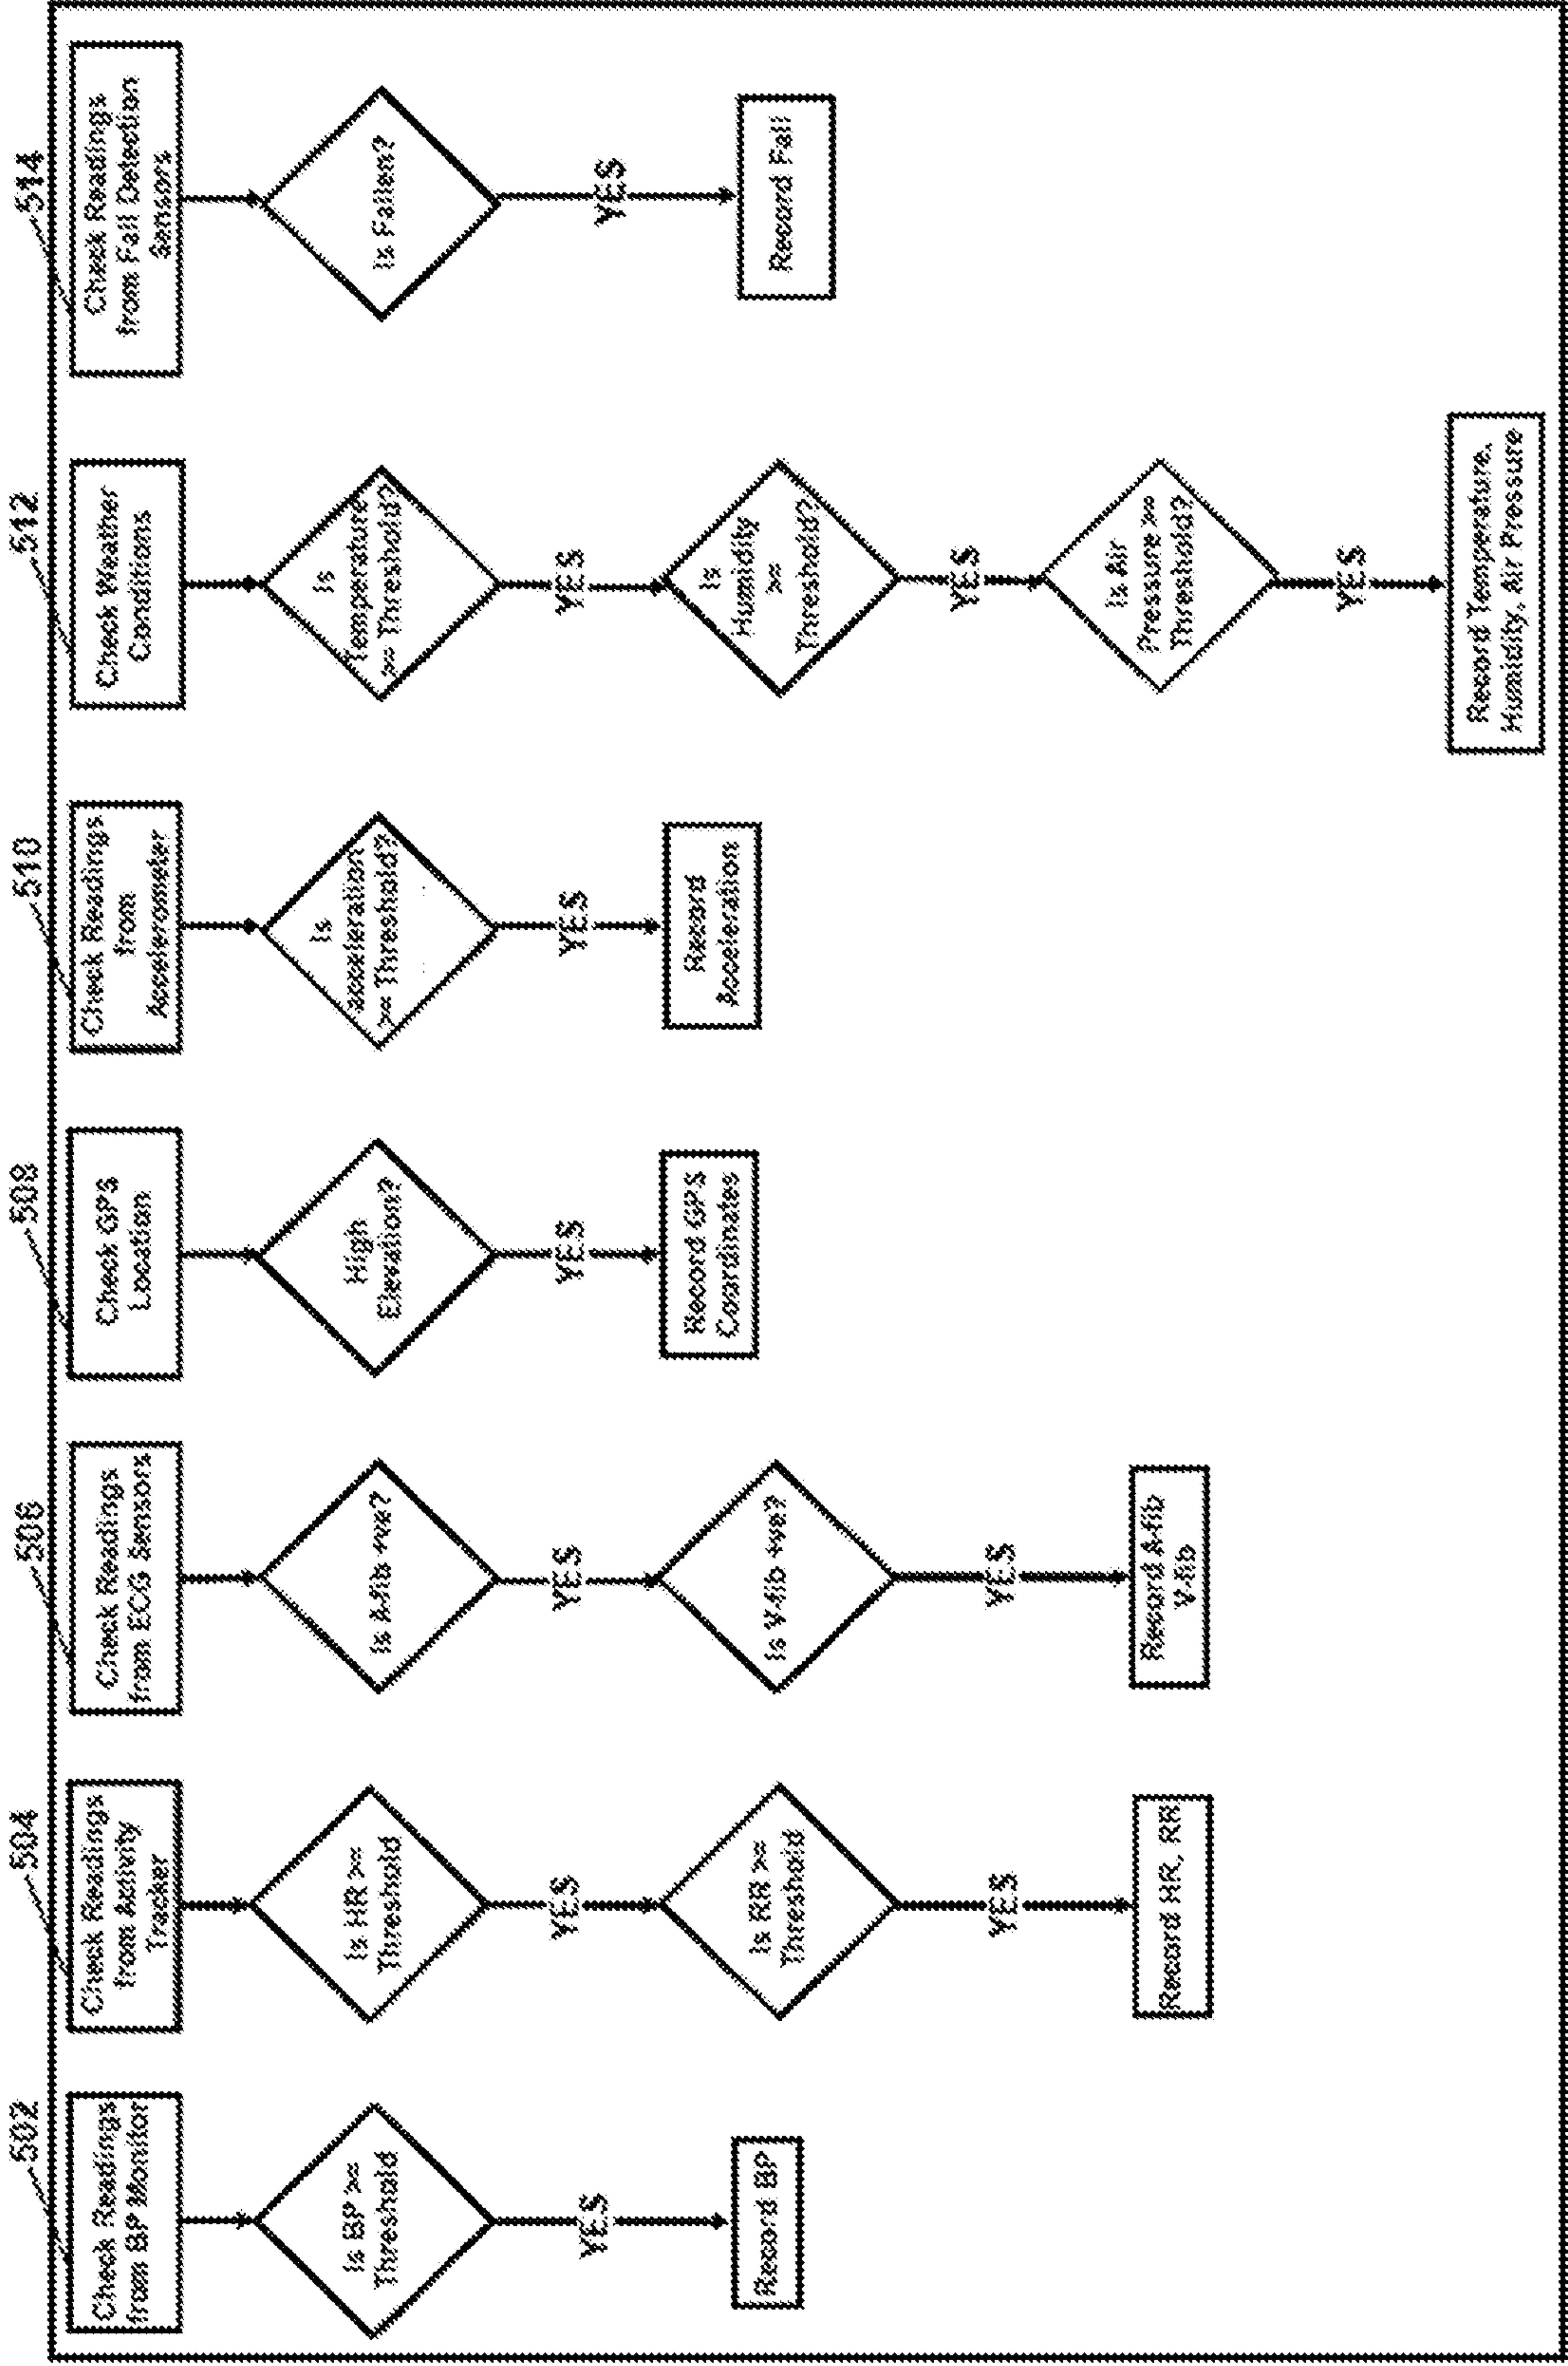 502
Check Readings
from BP Monitor
Is BP >=
Threshold
YES
Record BP
504
Check Readings
from Activity
Tracker
Is HR >=
Threshold
YES
Is RR >=
Threshold
YES
Record HR, RR
506
Check Readings
from ECG Sensors
Is A-fib +ve?
YES
Is V-fib +ve?
YES
Record A-fib
V-fib
508
Check GPS
Location
High
Elevation?
YES
Record GPS
Coordinates
510
Check Readings
from
Accelerometer
Is
acceleration
>= Threshold?
YES
Record
Acceleration
512
Check Weather
Conditions
Is
Temperature
>= Threshold?
YES
Is
Humidity
>=
Threshold?
YES
Is Air
Pressure >=
Threshold?
YES
Record Temperature,
Humidity, Air Pressure
514
Check Readings
from Fall Detection
Sensors
Is Fallen?
YES
Record Fall